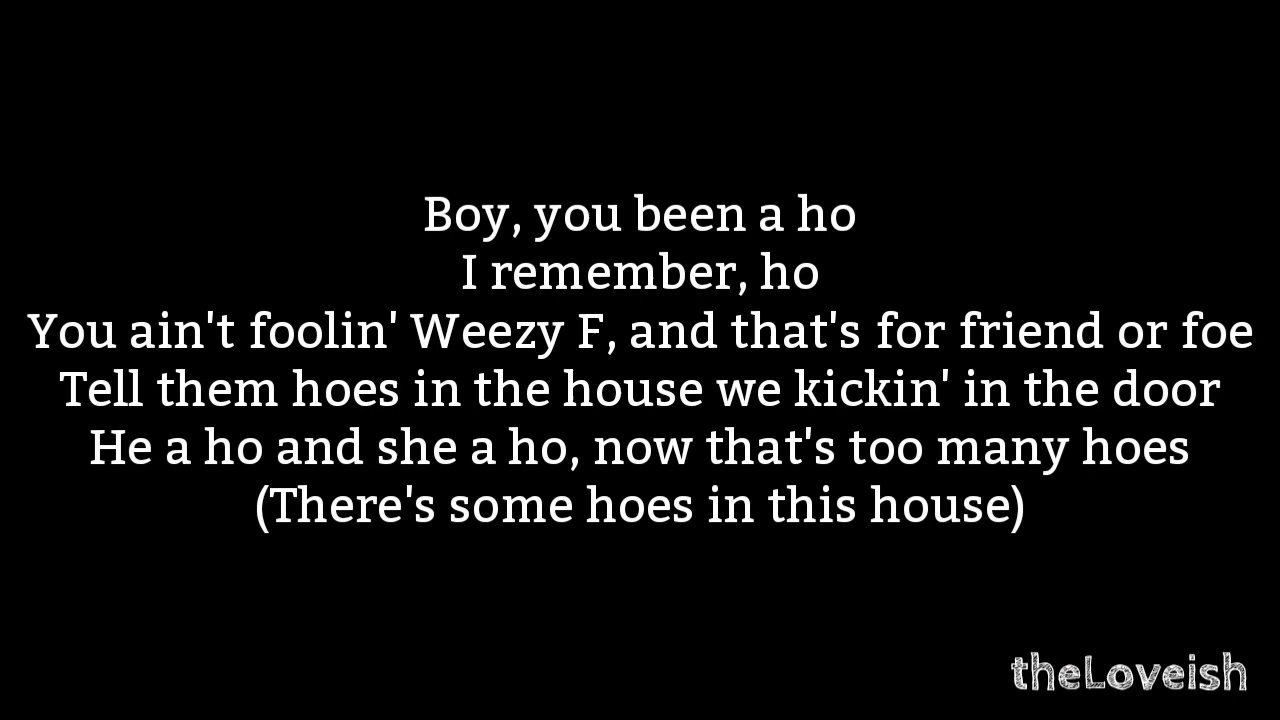 Boy, you been a ho
I remember, ho
You ain't foolin' Weezy F, and that's for friend or foe
Tell them hoes in the house we kickin' in the door
He a ho and she a ho, now that's too many hoes
(There's some hoes in this house)
theLoveish